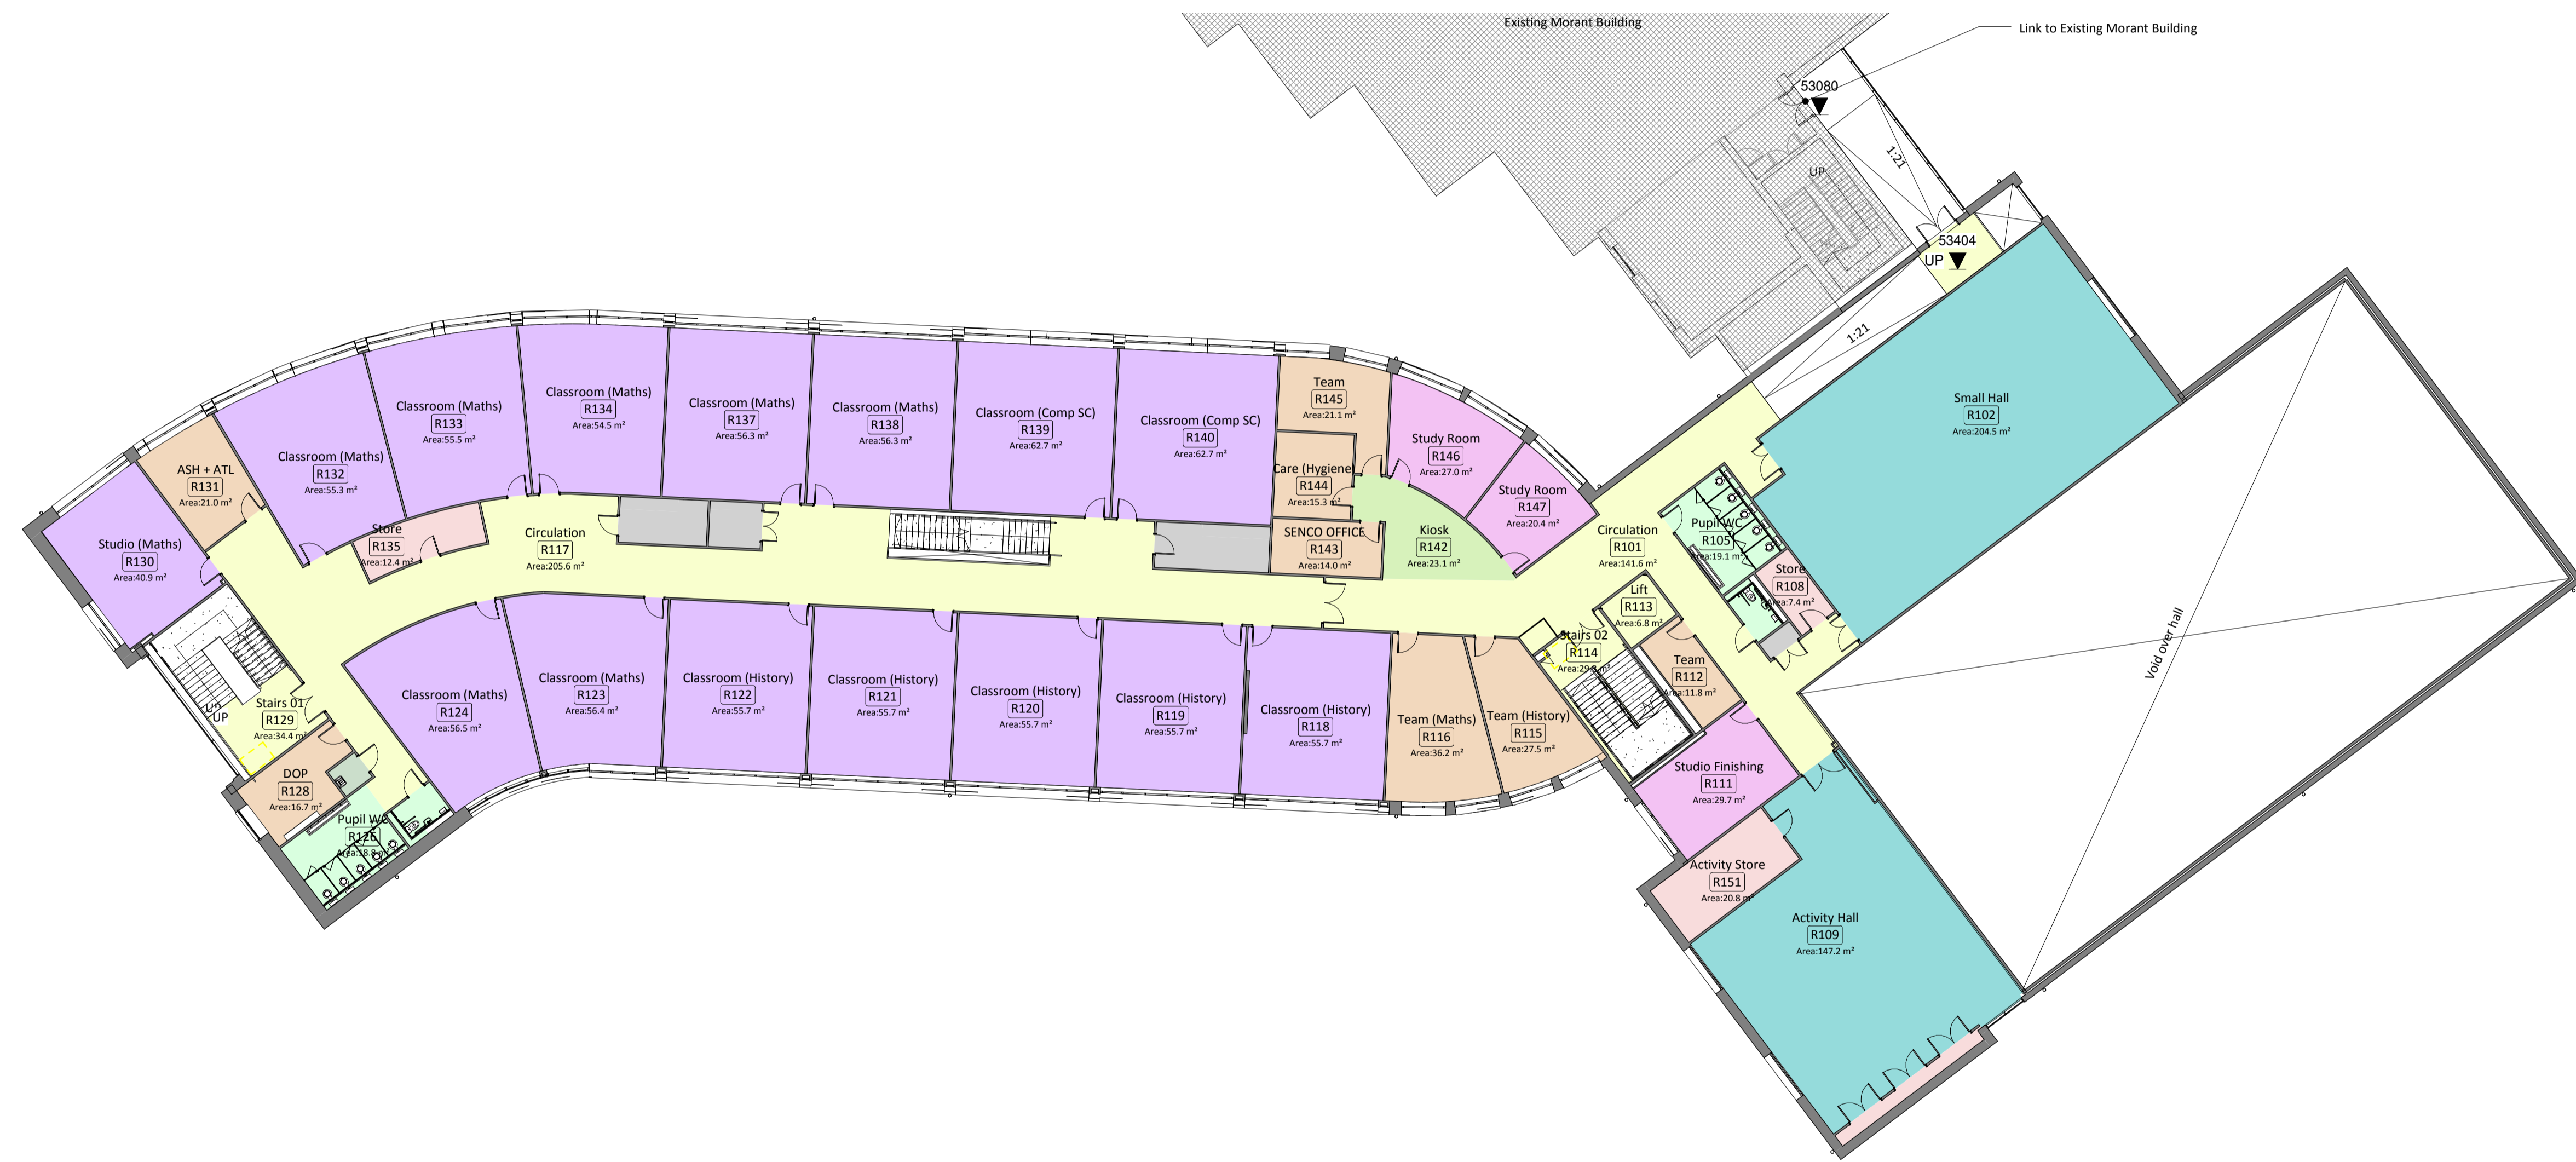 Existing Morant Building
Link to Existing Morant Building
53080
1:21
UP
53404
UP
1:21
Small Hall
R102
Area:204.5 m²
Void over hall
Team
R145
Area:21.1 m²
Classroom (Maths)
R134
Area:54.5 m²
Classroom (Maths)
R133
Area:55.5 m²
Classroom (Maths)
R137
Area:56.3 m²
Classroom (Maths)
R138
Area:56.3 m²
Classroom (Comp SC)
R139
Area:62.7 m²
Classroom (Comp SC)
R140
Area:62.7 m²
Study Room
R146
Area:27.0 m²
Classroom (Maths)
R132
Area:55.3 m²
ASH + ATL
R131
Area:21.0 m²
Care (Hygiene)
R144
Area:15.3 m²
Study Room
R147
Area:20.4 m²
Studio (Maths)
R130
Area:40.9 m²
Store
R135
Area:12.4 m²
Circulation
R117
Area:205.6 m²
SENCO OFFICE
R143
Area:14.0 m²
Kiosk
R142
Area:23.1 m²
Circulation
R101
Area:141.6 m²
Pupil WC
R105
Area:19.1 m²
Store
R108
Area:7.4 m²
Lift
R113
Area:6.8 m²
Stairs 02
R114
Team
R112
Area:11.8 m²
Classroom (Maths)
R124
Area:56.5 m²
Classroom (Maths)
R123
Area:56.4 m²
Classroom (History)
R122
Area:55.7 m²
Classroom (History)
R121
Area:55.7 m²
Classroom (History)
R120
Area:55.7 m²
Classroom (History)
R119
Area:55.7 m²
Classroom (History)
R118
Area:55.7 m²
Team (Maths)
R116
Area:36.2 m²
Team (History)
R115
Area:27.5 m²
UP
Stairs 01
R129
Area:34.4 m²
DOP
R128
Area:16.7 m²
Pupil WC
R126
Area:18.8 m²
Studio Finishing
R111
Area:29.7 m²
Activity Store
R151
Area:20.8 m²
Activity Hall
R109
Area:147.2 m²